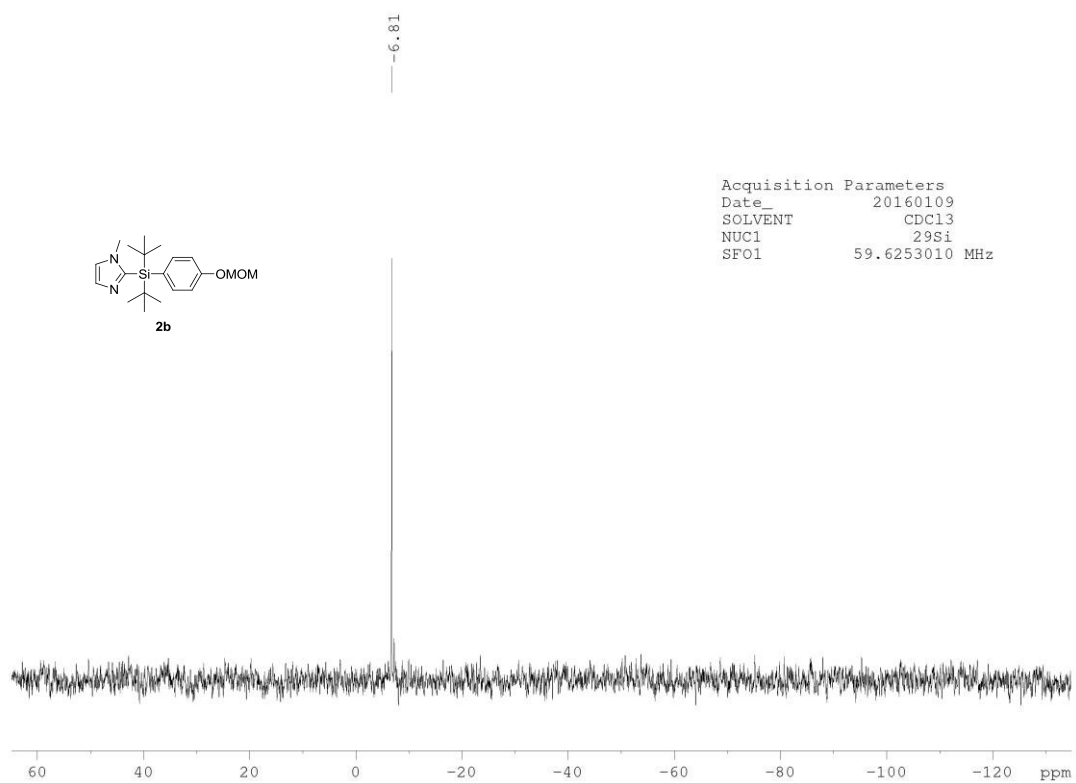 -6.81
Acquisition Parameters
Date_ 20160109
SOLVENT CDCl3
NUC1 29Si
SFO1 59.6253010 MHz
N
Si
OMOM
N
2b
60 40 20 0 -20 -40 -60 -80 -100 -120 ppm